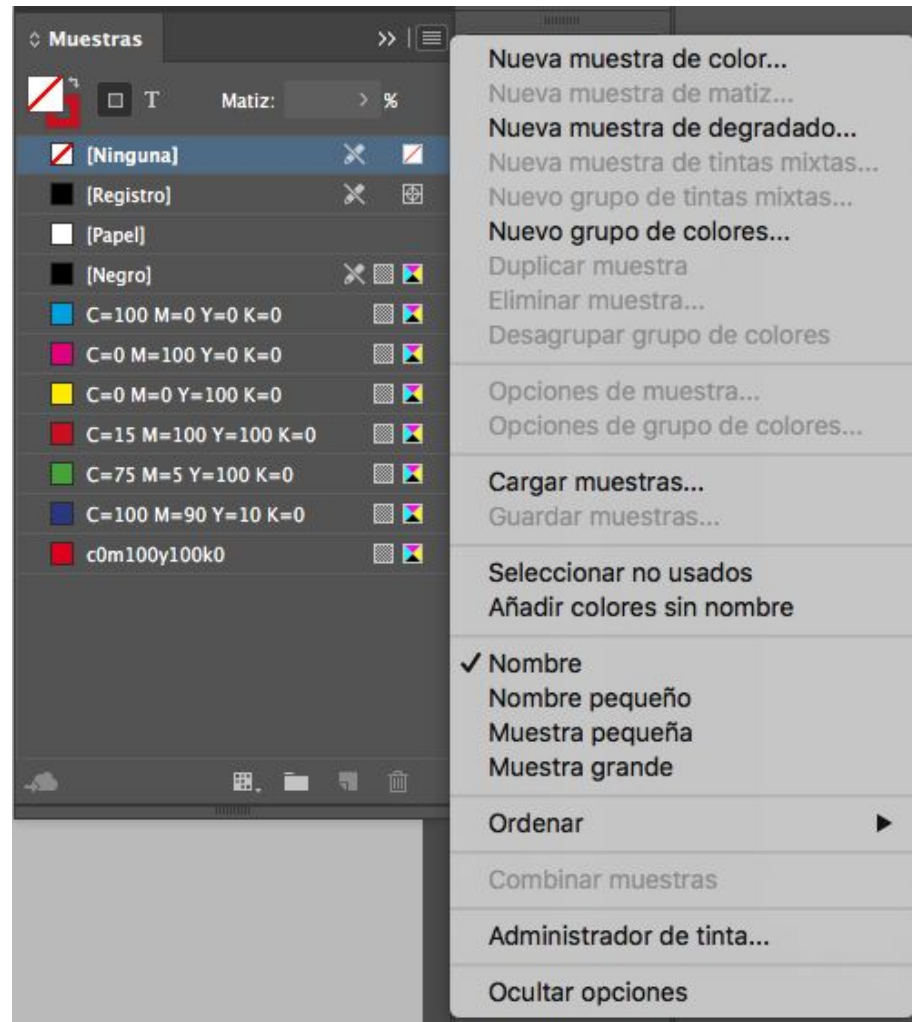 Muestras
T Matiz: %
[Ninguna]
[Registro]
[Papel]
[Negro]
C=100 M=0 Y=0 K=0
C=0 M=100 Y=0 K=0
C=0 M=0 Y=100 K=0
C=15 M=100 Y=100 K=0
C=75 M=5 Y=100 K=0
C=100 M=90 Y=10 K=0
c0m100y100k0
Nueva muestra de color...
Nueva muestra de matiz...
Nueva muestra de degradado...
Nueva muestra de tintas mixtas...
Nuevo grupo de tintas mixtas...
Nuevo grupo de colores...
Duplicar muestra
Eliminar muestra...
Desagrupar grupo de colores
Opciones de muestra...
Opciones de grupo de colores...
Cargar muestras...
Guardar muestras...
Seleccionar no usados
Añadir colores sin nombre
Nombre
Nombre pequeño
Muestra pequeña
Muestra grande
Ordenar
Combinar muestras
Administrador de tinta...
Ocultar opciones